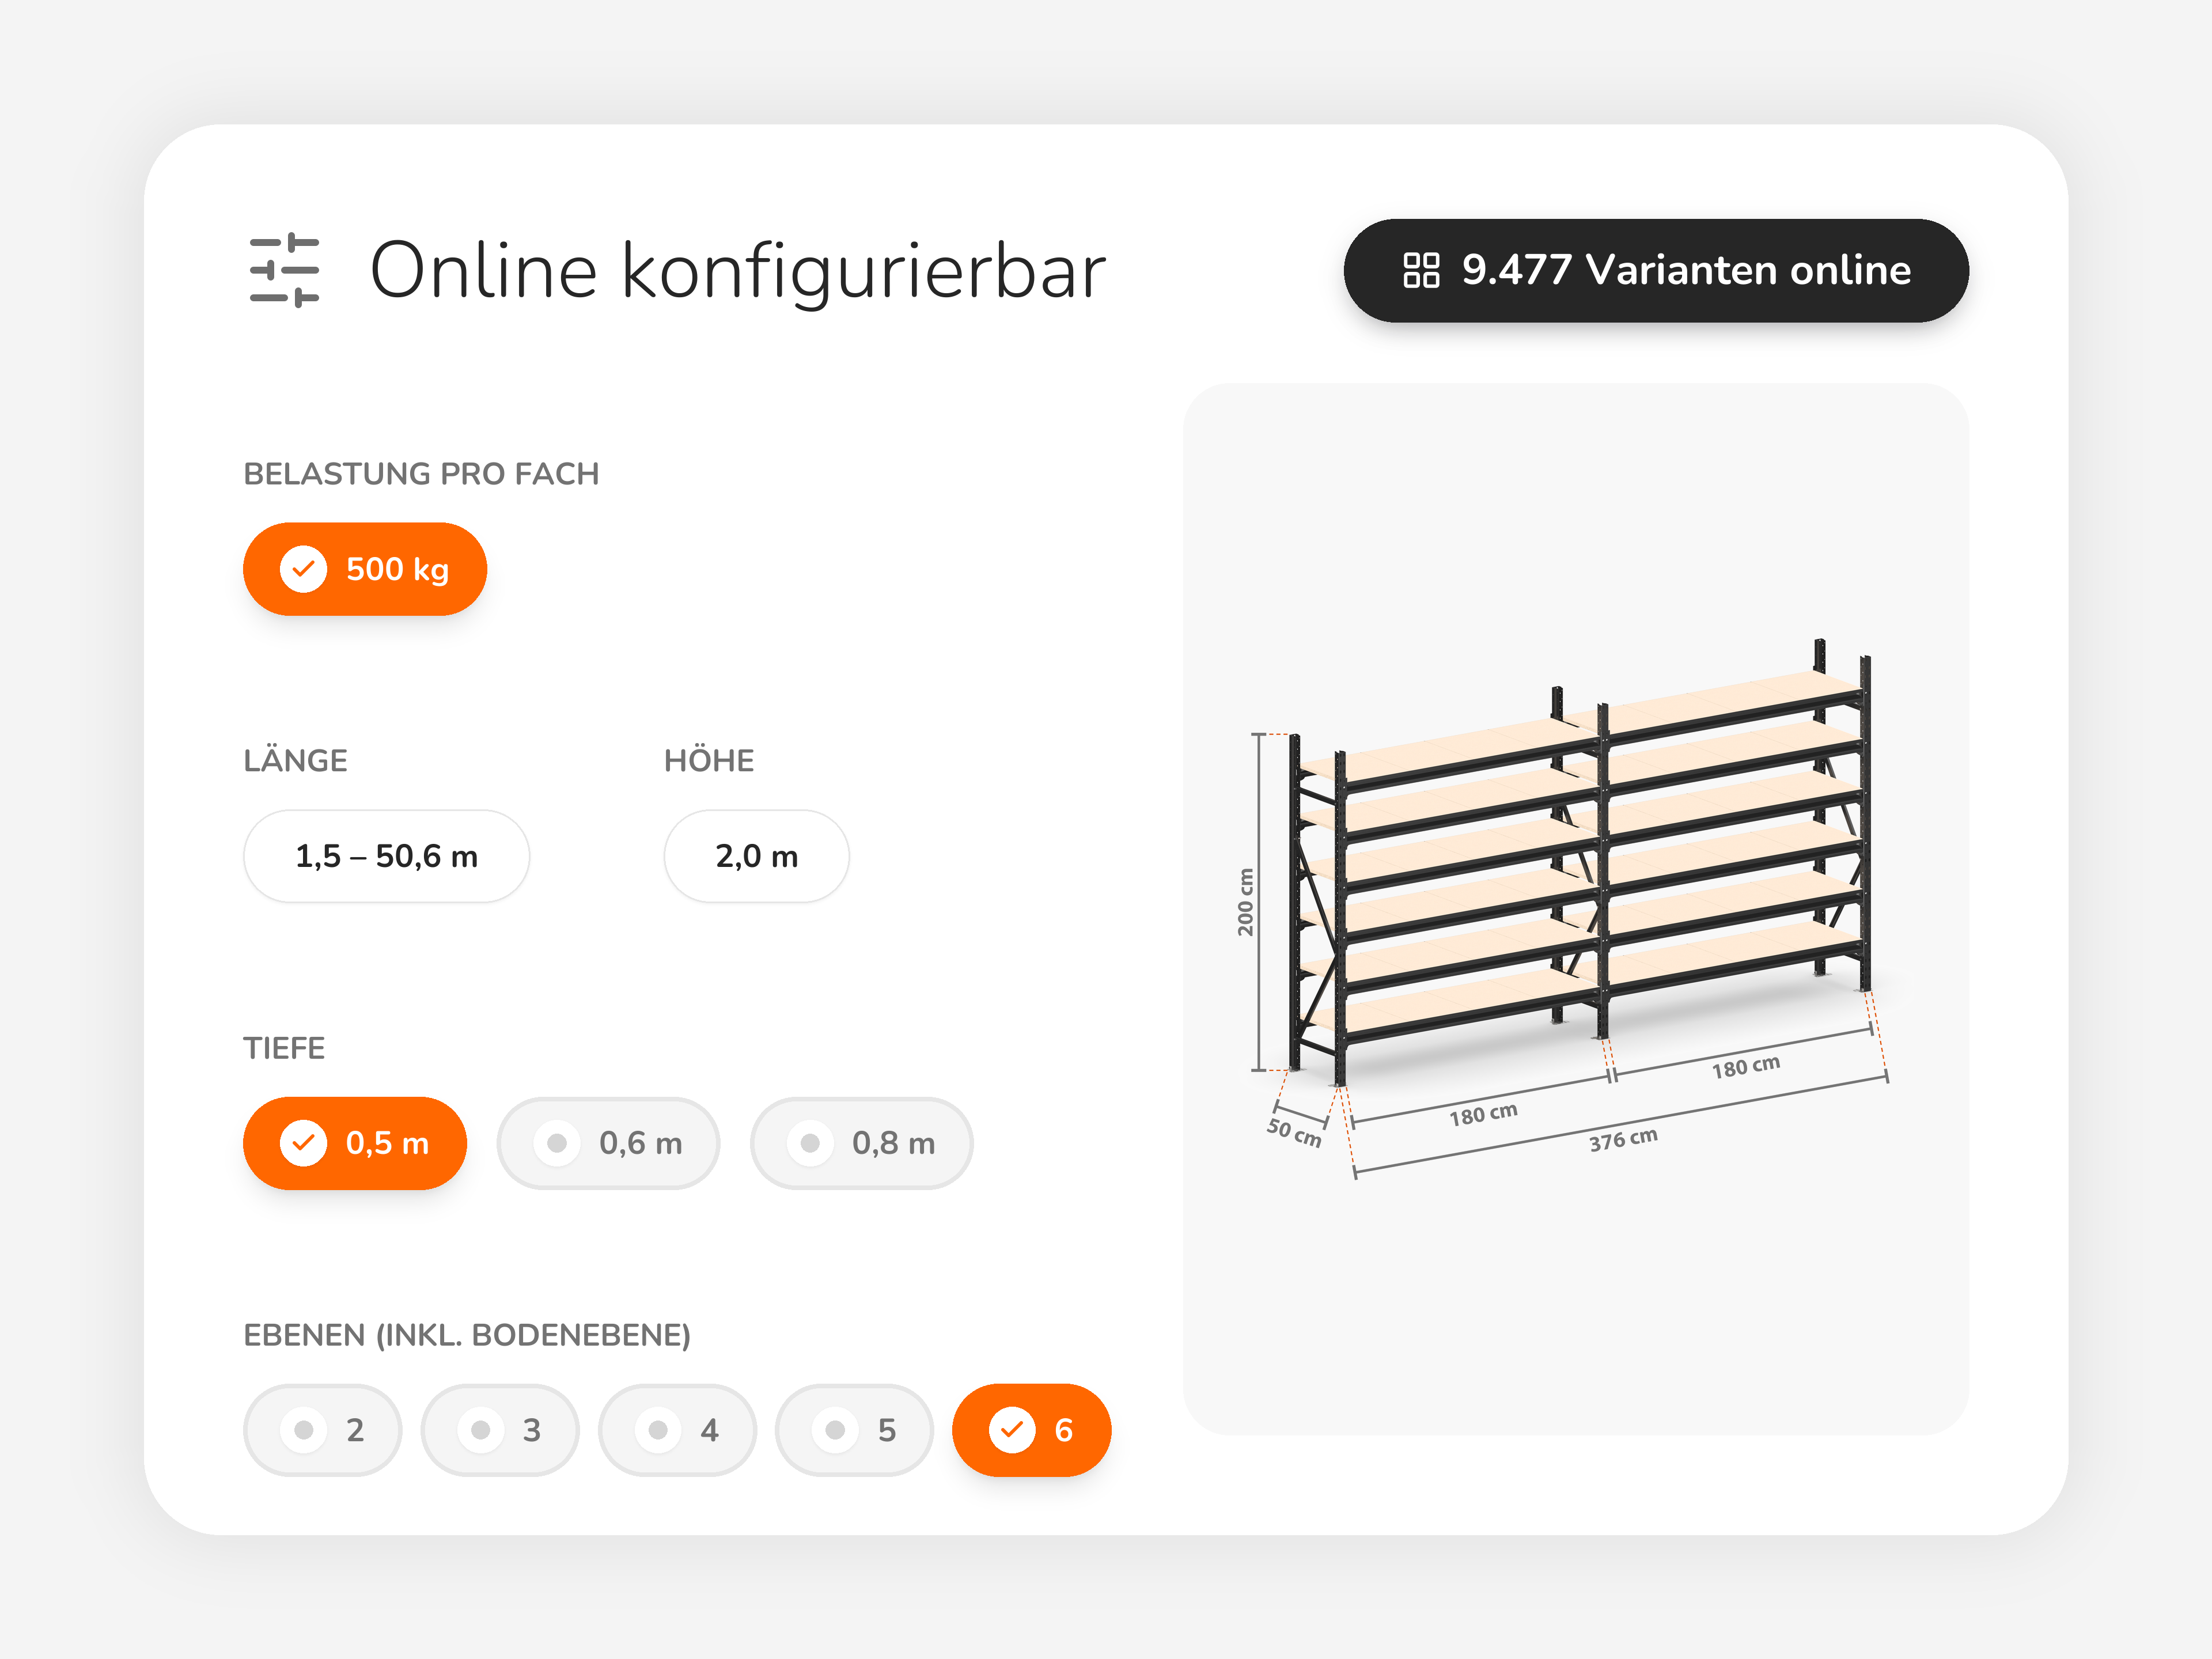 Online konfigurierbar
9.477 Varianten online
BELASTUNG PRO FACH
500 kg
LÄNGE
HÖHE
1,5 – 50,6 m
2,0 m
TIEFE
0,5 m
0,6 m
0,8 m
EBENEN (INKL. BODENEBENE)
2
3
4
5
6
200 cm
50 cm
180 cm
180 cm
376 cm